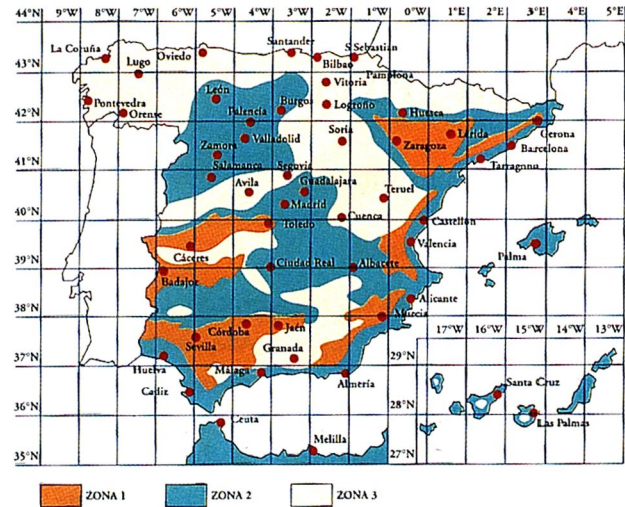 44°N
43°N
42°N
41°N
40°N
39°N
38°N
37°N
36°N
35°N
La Coruña
Lugo
Oviedo
Santander
Bilbao
S Sebastian
Pamplona
Pontevedra
Orense
León
Palencia
Burgos
Vitoria
Logroño
Huesca
Lérida
Gerona
Barcelona
Zamora
Valladolid
Soria
Zaragoza
Salamanca
Segovia
Avila
Guadalajara
Madrid
Teruel
Cuenca
Toledo
Castellón
Valencia
Palma
Cáceres
Badajoz
Ciudad Real
Albacete
Alicante
Murcia
Córdoba
Jaén
Sevilla
Granada
Huelva
Málaga
Almería
Cadiz
Ceuta
Melilla
17°W 16°W 15°W 14°W 13°W
29°N
28°N
27°N
Santa Cruz
Las Palmas
10°W 9°W 8°W 7°W 6°W 5°W 4°W 3°W 2°W 1°W 0°E 1°E 2°E 3°E 4°E
ZONA 1 ZONA 2 ZONA 3